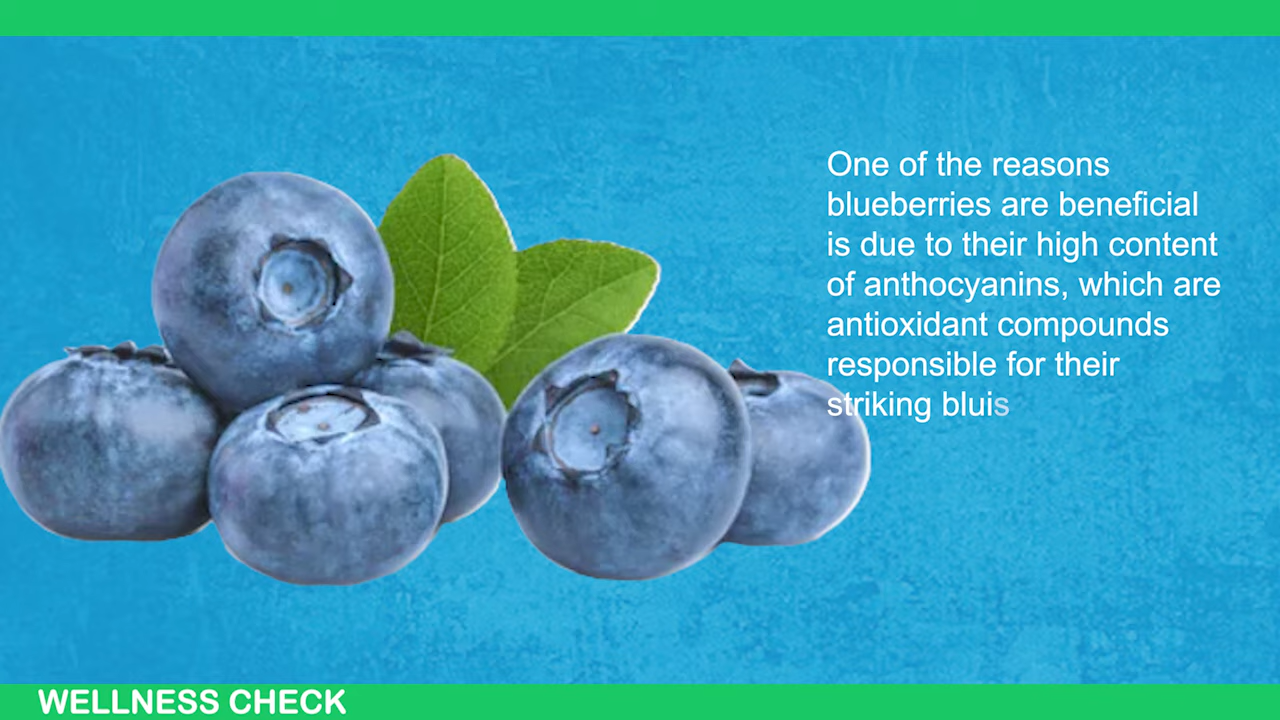 One of the reasons
blueberries are beneficial
is due to their high content
of anthocyanins, which are
antioxidant compounds
responsible for their
striking bluis
WELLNESS CHECK